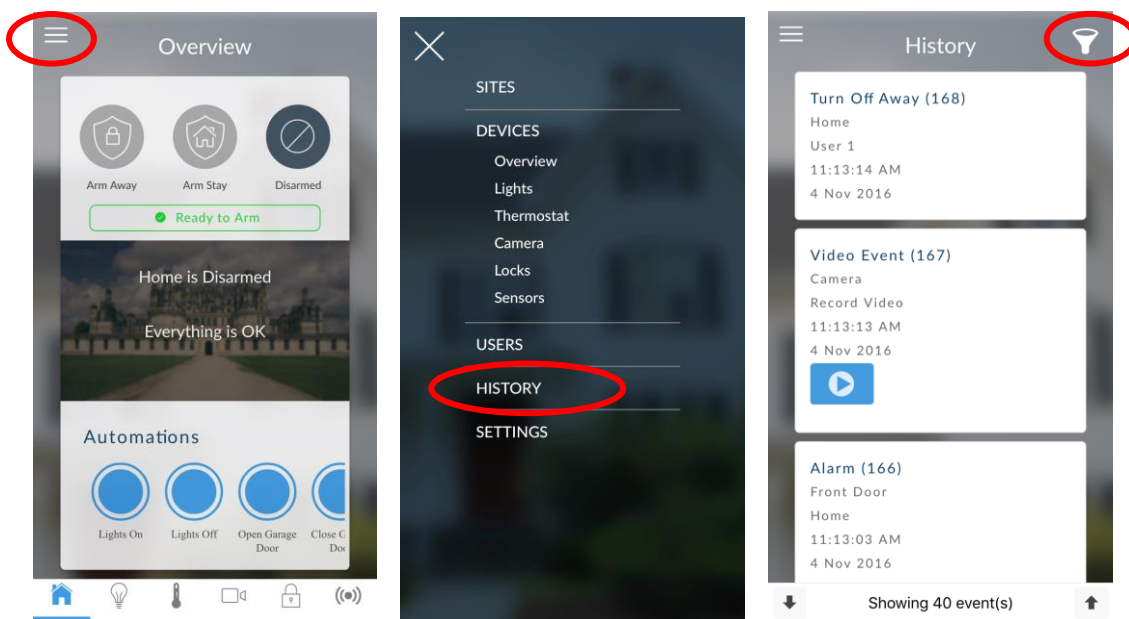 Overview
Arm Away
Arm Stay
Disarmed
Ready to Arm
Home is Disarmed
Everything is OK
Automations
Lights On
Lights Off
Open Garage
Door
Close G
Doo
SITES
DEVICES
Overview
Lights
Thermostat
Camera
Locks
Sensors
USERS
HISTORY
SETTINGS
History
Turn Off Away (168)
Home
User 1
11:13:14 AM
4 Nov 2016
Video Event (167)
Camera
Record Video
11:13:13 AM
4 Nov 2016
Alarm (166)
Front Door
Home
11:13:03 AM
4 Nov 2016
Showing 40 event(s)